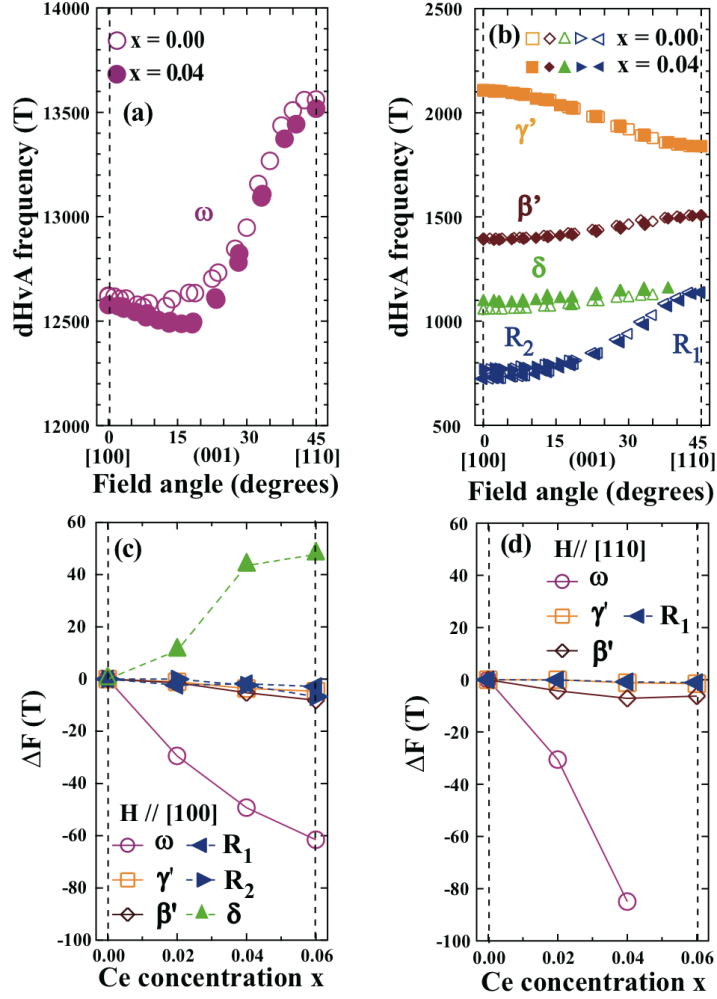 14000
13500
13000
12500
12000
dHvA frequency (T)
x = 0.00
x = 0.04
(a)
ω
0 15 30 45
[100] (001) [110]
Field angle (degrees)
2500
2000
1500
1000
500
dHvA frequency (T)
(b)
x = 0.00
x = 0.04
γ’
β’
δ
R2
R1
0 15 30 45
[100] (001) [110]
Field angle (degrees)
60
40
20
0
-20
-40
-60
-80
-100
ΔF (T)
(c)
H // [100]
ω R1
γ' R2
β' δ
0.00 0.02 0.04 0.06
Ce concentration x
60
40
20
0
-20
-40
-60
-80
-100
ΔF (T)
(d)
H// [110]
ω
γ' R1
β'
0.00 0.02 0.04 0.06
Ce concentration x